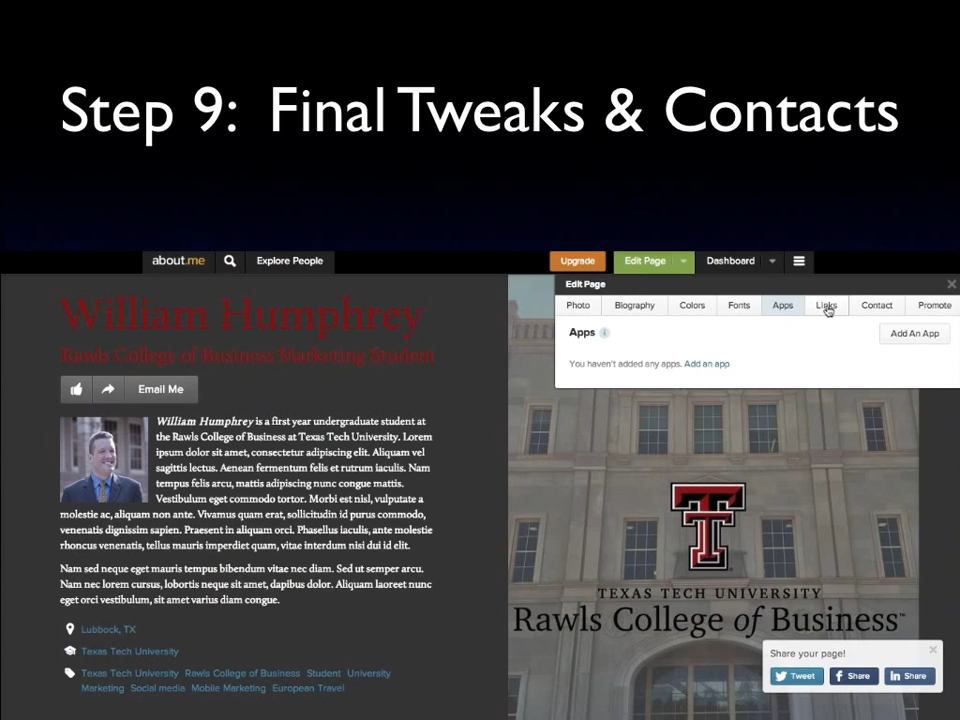 Step 9: Final Tweaks & Contacts
about.me
Explore People
Upgrade
Edit Page
Dashboard
Edit Page
Photo
Biography
Colors
Fonts
Apps
Links
Contact
Promote
Apps
Add An App
You haven't added any apps. Add an app
William Humphrey
Rawls College of Business Marketing Student
Email Me
William Humphrey is a first year undergraduate student at
the Rawls College of Business at Texas Tech University. Lorem
ipsum dolor sit amet, consectetur adipiscing elit. Aliquam vel
sagittis lectus. Aenean fermentum felis et rutrum iaculis. Nam
tempus felis arcu, mattis adipiscing nunc congue mattis.
Vestibulum eget commodo tortor. Morbi est nisl, vulputate a
molestie ac, aliquam non ante. Vivamus quam erat, sollicitudin id purus commodo,
venenatis dignissim sapien. Praesent in aliquam orci. Phasellus iaculis, ante molestie
rhoncus venenatis, tellus mauris imperdiet quam, vitae interdum nisi dui id elit.
Nam sed neque eget mauris tempus bibendum vitae nec diam. Sed ut semper arcu.
Nam nec lorem cursus, lobortis neque sit amet, dapibus dolor. Aliquam laoreet nunc
eget orci vestibulum, sit amet varius diam congue.
Lubbock, TX
Texas Tech University
Texas Tech University Rawls College of Business Student University
Marketing Social media Mobile Marketing European Travel
TEXAS TECH UNIVERSITY
Rawls College of Business™
Share your page!
Tweet
Share
Share